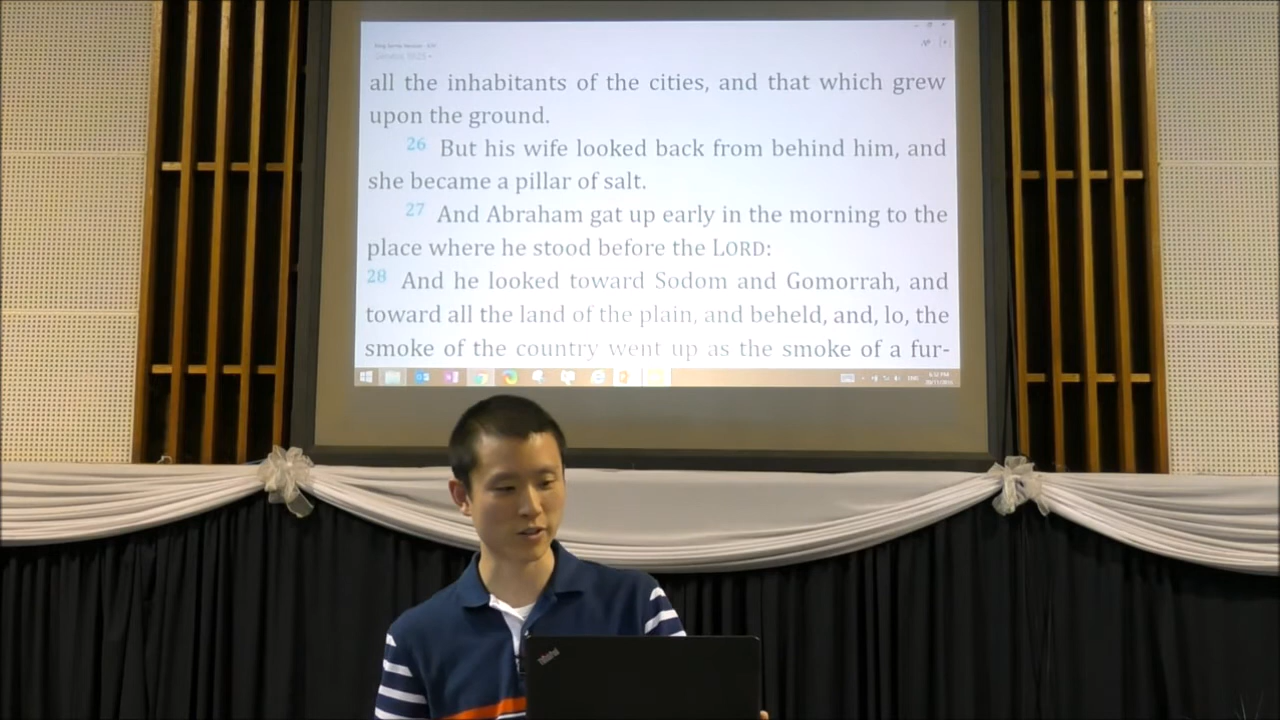 all the inhabitants of the cities, and that which grew
upon the ground.
26 But his wife looked back from behind him, and
she became a pillar of salt.
27 And Abraham gat up early in the morning to the
place where he stood before the LORD:
28 And he looked toward Sodom and Gomorrah, and
toward all the land of the plain, and beheld, and, lo, the
smoke of the country went up as the smoke of a fur-
ThinkPad